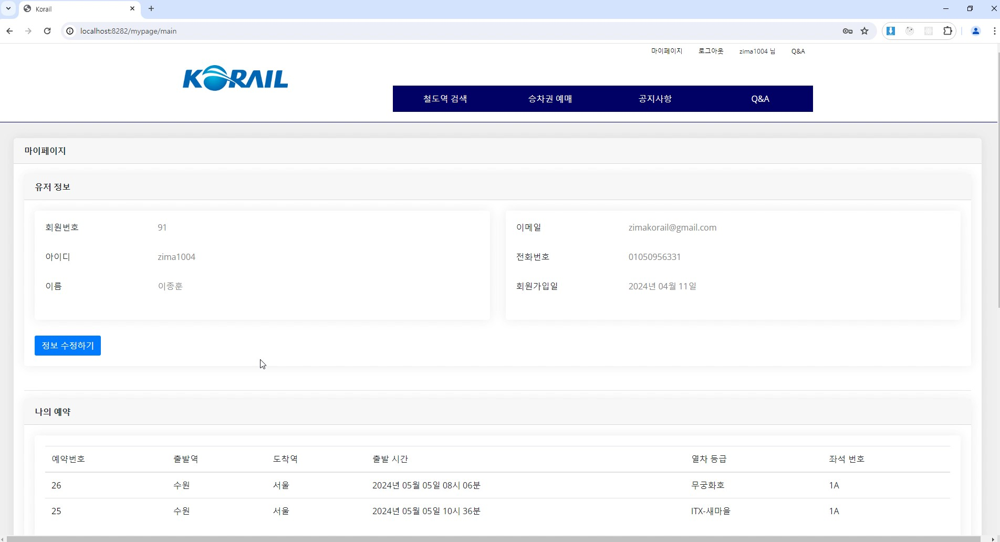 Korail
localhost:8282/mypage/main
마이페이지 로그아웃 zima1004 님 Q&A
KORAIL
철도역 검색 승차권 예매 공지사항 Q&A
마이페이지
유저 정보
회원번호 91 이메일 zimakorail@gmail.com
아이디 zima1004 전화번호 01050956331
이름 이종훈 회원가입일 2024년 04월 11일
정보 수정하기
나의 예약
예약번호 출발역 도착역 출발 시간 열차 등급 좌석 번호
26 수원 서울 2024년 05월 05일 08시 06분 무궁화호 1A
25 수원 서울 2024년 05월 05일 10시 36분 ITX-새마을 1A